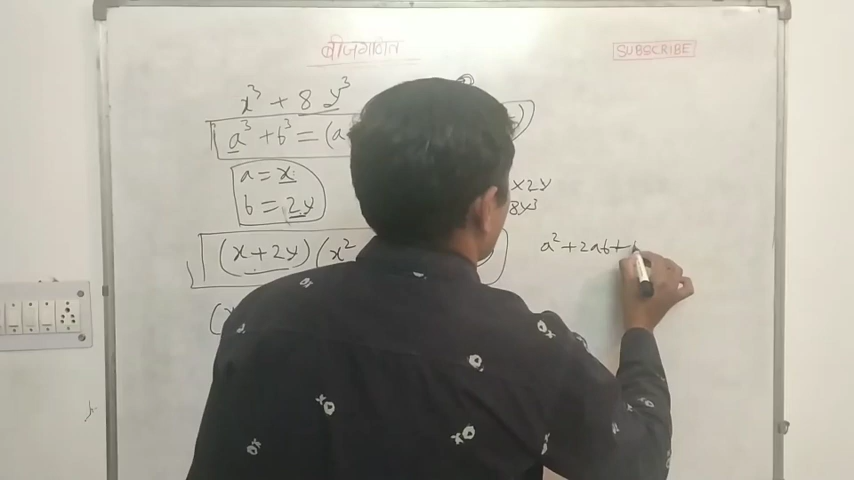 बीजगणित
SUBSCRIBE
x³ + 8y³
a³ + b³ = (a
a = x
b = 2y
x2y
8y³
(x + 2y) (x²
a² + 2ab +
(x